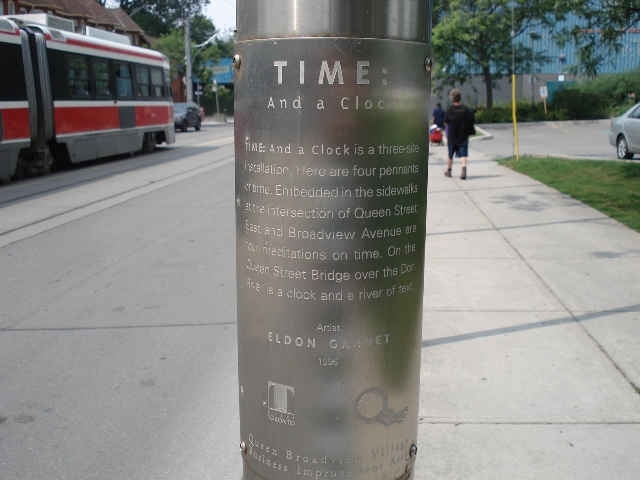 TIME:
And a Clock
TIME: And a Clock is a three-site
installation. Here are four pennants
of time. Embedded in the sidewalks
at the intersection of Queen Street
East and Broadview Avenue are
four meditations on time. On the
Queen Street Bridge over the Don
River is a clock and a river of text.
Artist
ELDON GARNET
1996
T
TORONTO
Queen Broadview Village
Business Improvement Area